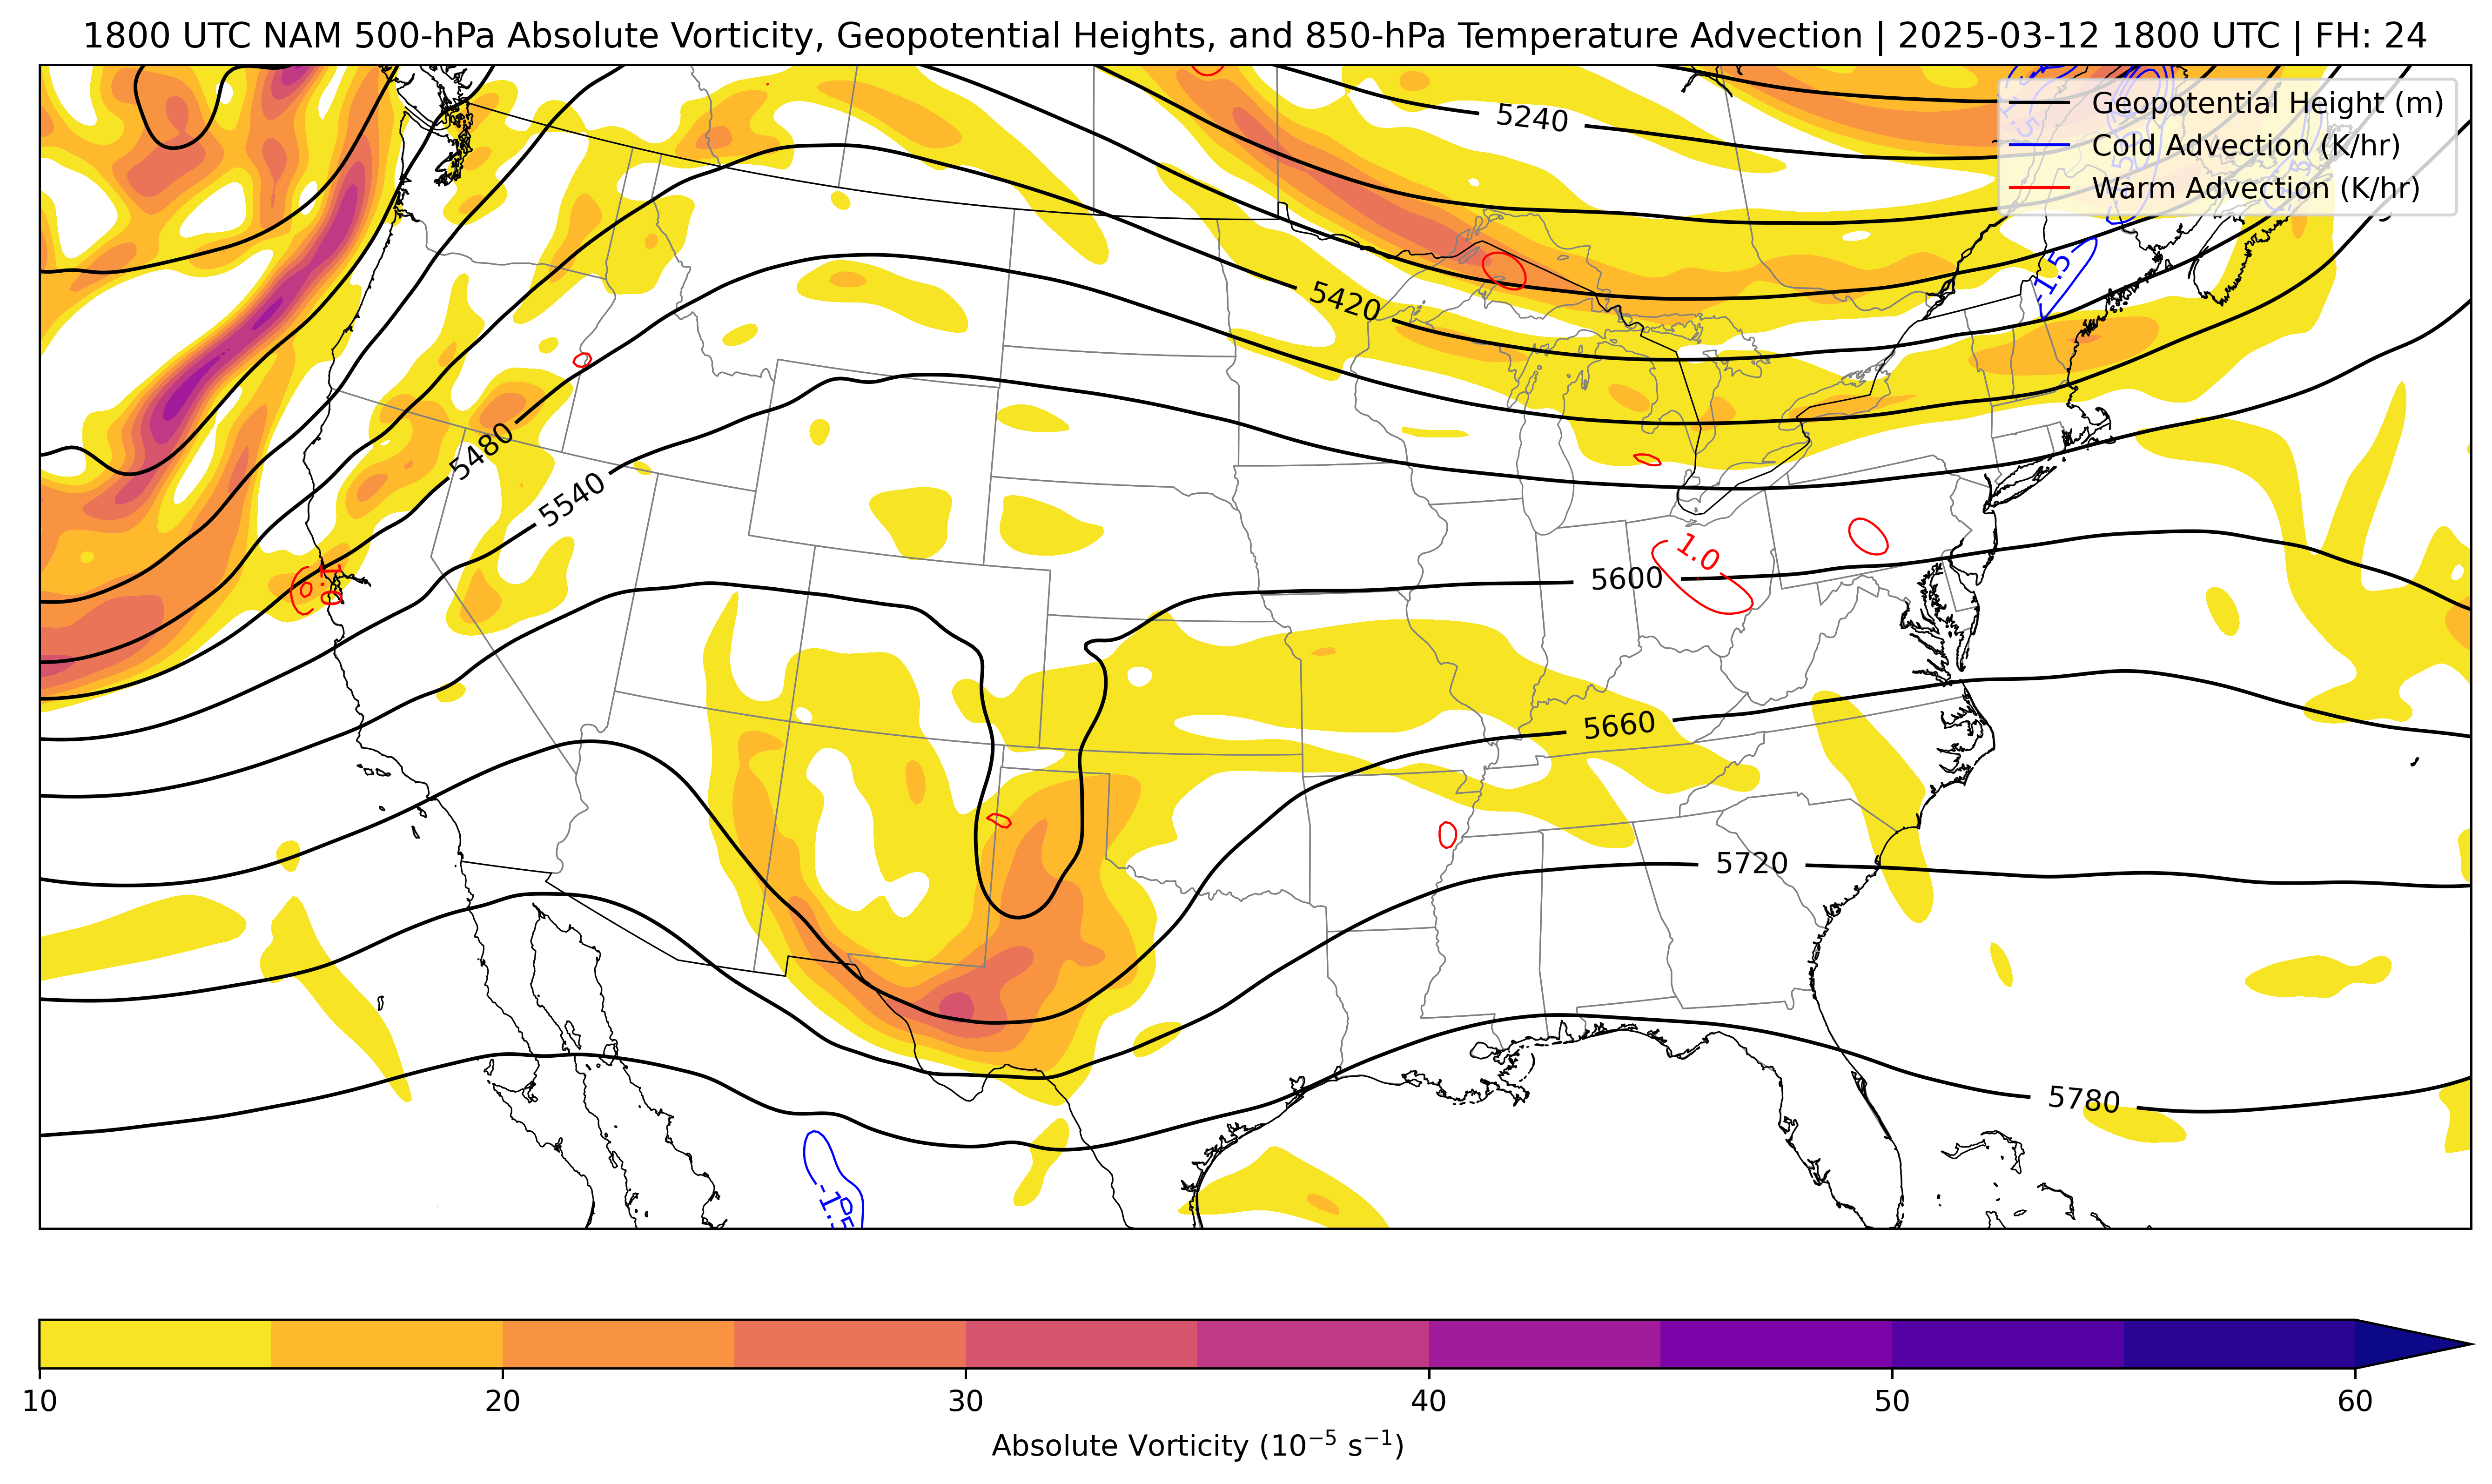 1800 UTC NAM 500-hPa Absolute Vorticity, Geopotential Heights, and 850-hPa Temperature Advection | 2025-03-12 1800 UTC | FH: 24
Geopotential Height (m)
Cold Advection (K/hr)
Warm Advection (K/hr)
5240
5420
-1.5
5480
5540
1.0
1.0
5600
5660
5720
5780
-1.5
10 20 30 40 50 60
Absolute Vorticity (10⁻⁵ s⁻¹)